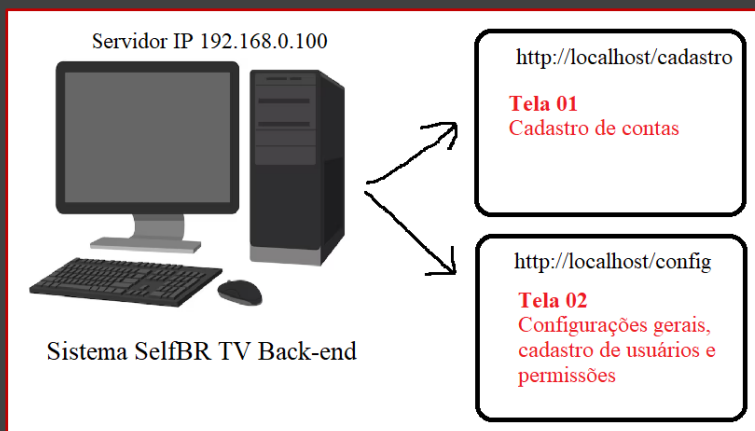 Servidor IP 192.168.0.100
Sistema SelfBR TV Back-end
http://localhost/cadastro
Tela 01
Cadastro de contas
http://localhost/config
Tela 02
Configurações gerais,
cadastro de usuários e
permissões